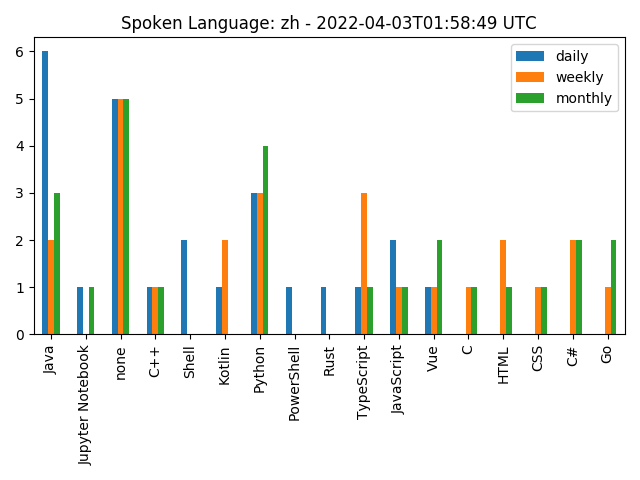 Spoken Language: zh - 2022-04-03T01:58:49 UTC
daily
weekly
monthly
6
5
4
3
2
1
0
Java
Jupyter Notebook
none
C++
Shell
Kotlin
Python
PowerShell
Rust
TypeScript
JavaScript
Vue
C
HTML
CSS
C#
Go